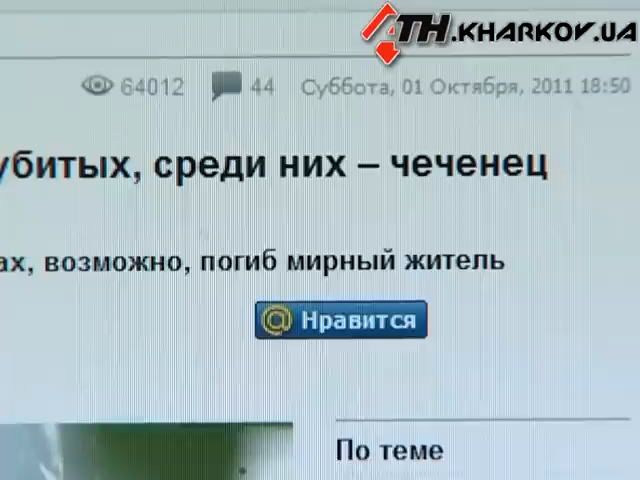 ATH.KHARKOV.UA
64012 44 Суббота, 01 Октября, 2011 18:50
убитых, среди них – чеченец
ах, возможно, погиб мирный житель
@ Нравится
По теме